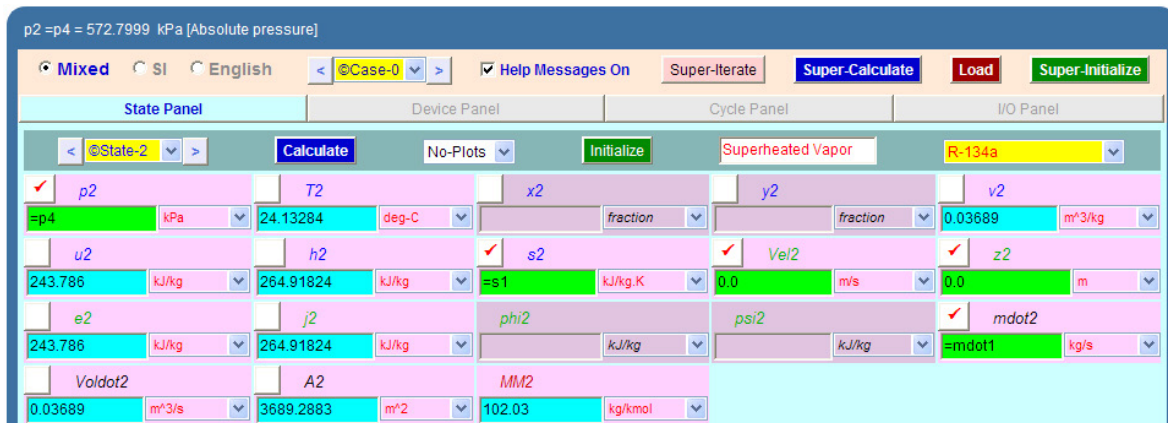 p2 =p4 = 572.7999 kPa [Absolute pressure]
Mixed SI English < ©Case-0 > Help Messages On Super-Iterate Super-Calculate Load Super-Initialize
State Panel Device Panel Cycle Panel I/O Panel
< ©State-2 > Calculate No-Plots Initialize Superheated Vapor R-134a
p2 T2 x2 y2 v2
=p4 kPa 24.13284 deg-C fraction fraction 0.03689 m^3/kg
u2 h2 s2 Vel2 z2
243.786 kJ/kg 264.91824 kJ/kg =s1 kJ/kg.K 0.0 m/s 0.0 m
e2 j2 phi2 psi2 mdot2
243.786 kJ/kg 264.91824 kJ/kg kJ/kg kJ/kg =mdot1 kg/s
Voldot2 A2 MM2
0.03689 m^3/s 3689.2883 m^2 102.03 kg/kmol